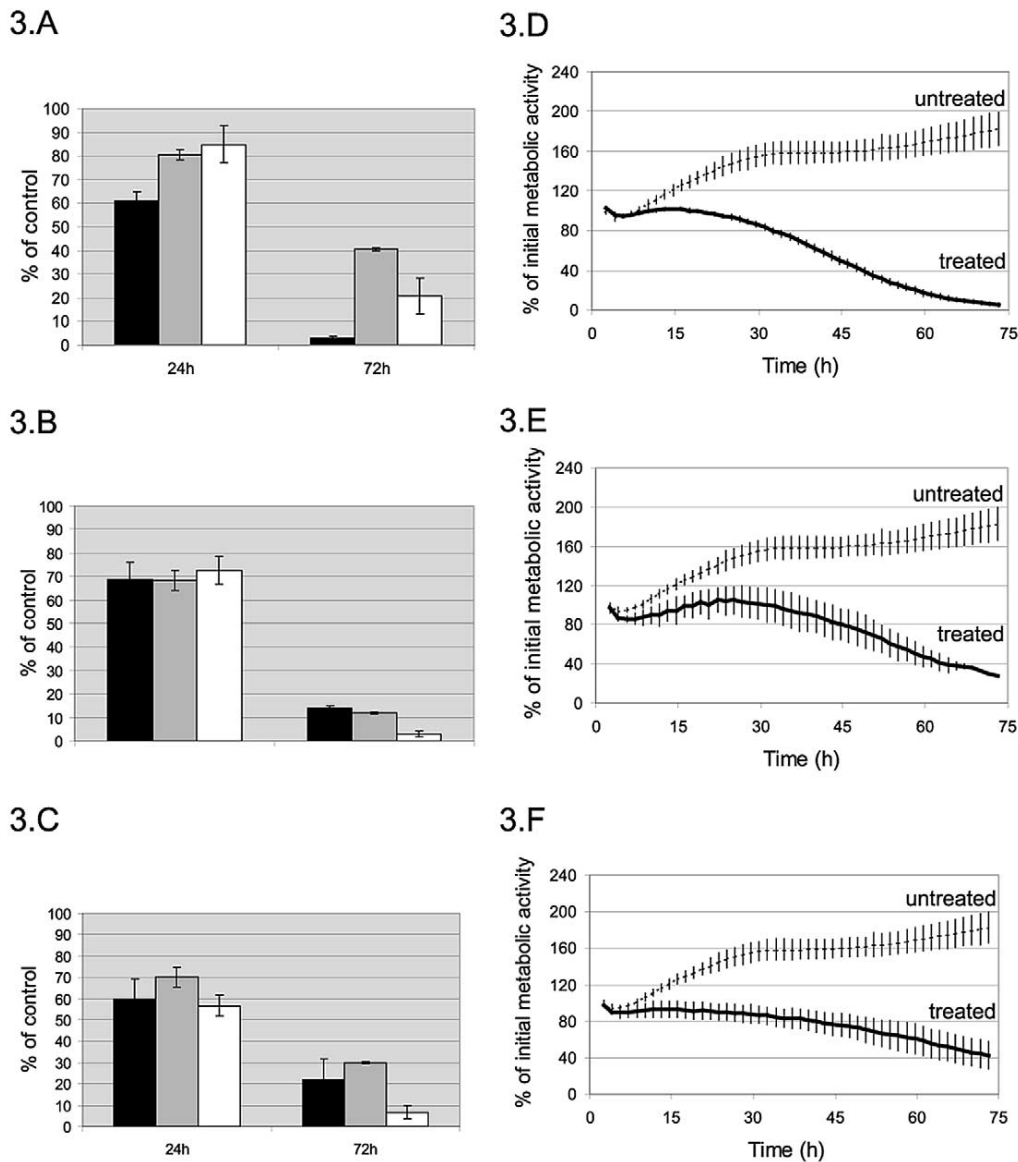 3.A
% of control
100
90
80
70
60
50
40
30
20
10
0
24h
72h
3.D
% of initial metabolic activity
240
200
160
120
80
40
0
untreated
treated
0
15
30
45
60
75
Time (h)
3.B
% of control
100
90
80
70
60
50
40
30
20
10
0
3.E
% of initial metabolic activity
240
200
160
120
80
40
0
untreated
treated
0
15
30
45
60
75
Time (h)
3.C
% of control
100
90
80
70
60
50
40
30
20
10
0
24h
72h
3.F
% of initial metabolic activity
240
200
160
120
80
40
0
untreated
treated
0
15
30
45
60
75
Time (h)